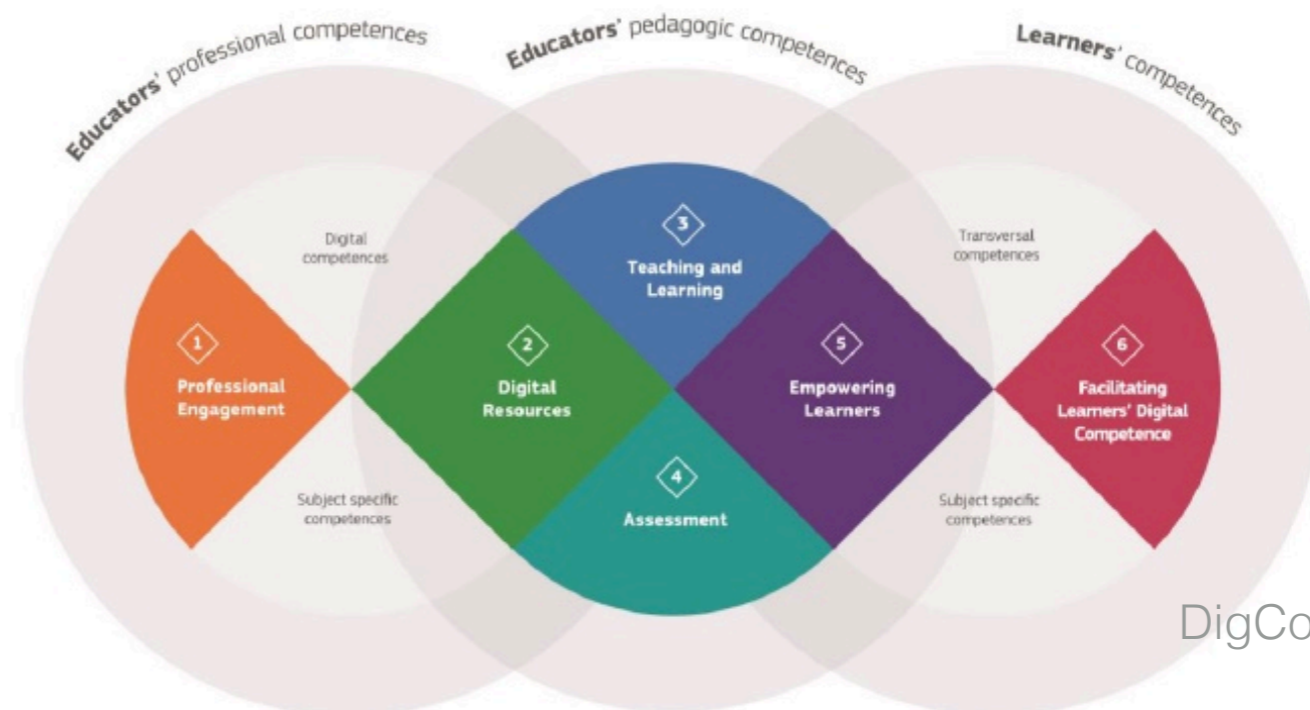 Educators' professional competences
Educators' pedagogic competences
Learners' competences
Digital
competences
3
Teaching and
Learning
Transversal
competences
1
Professional
Engagement
2
Digital
Resources
5
Empowering
Learners
6
Facilitating
Learners' Digital
Competence
4
Assessment
Subject specific
competences
Subject specific
competences
DigCo